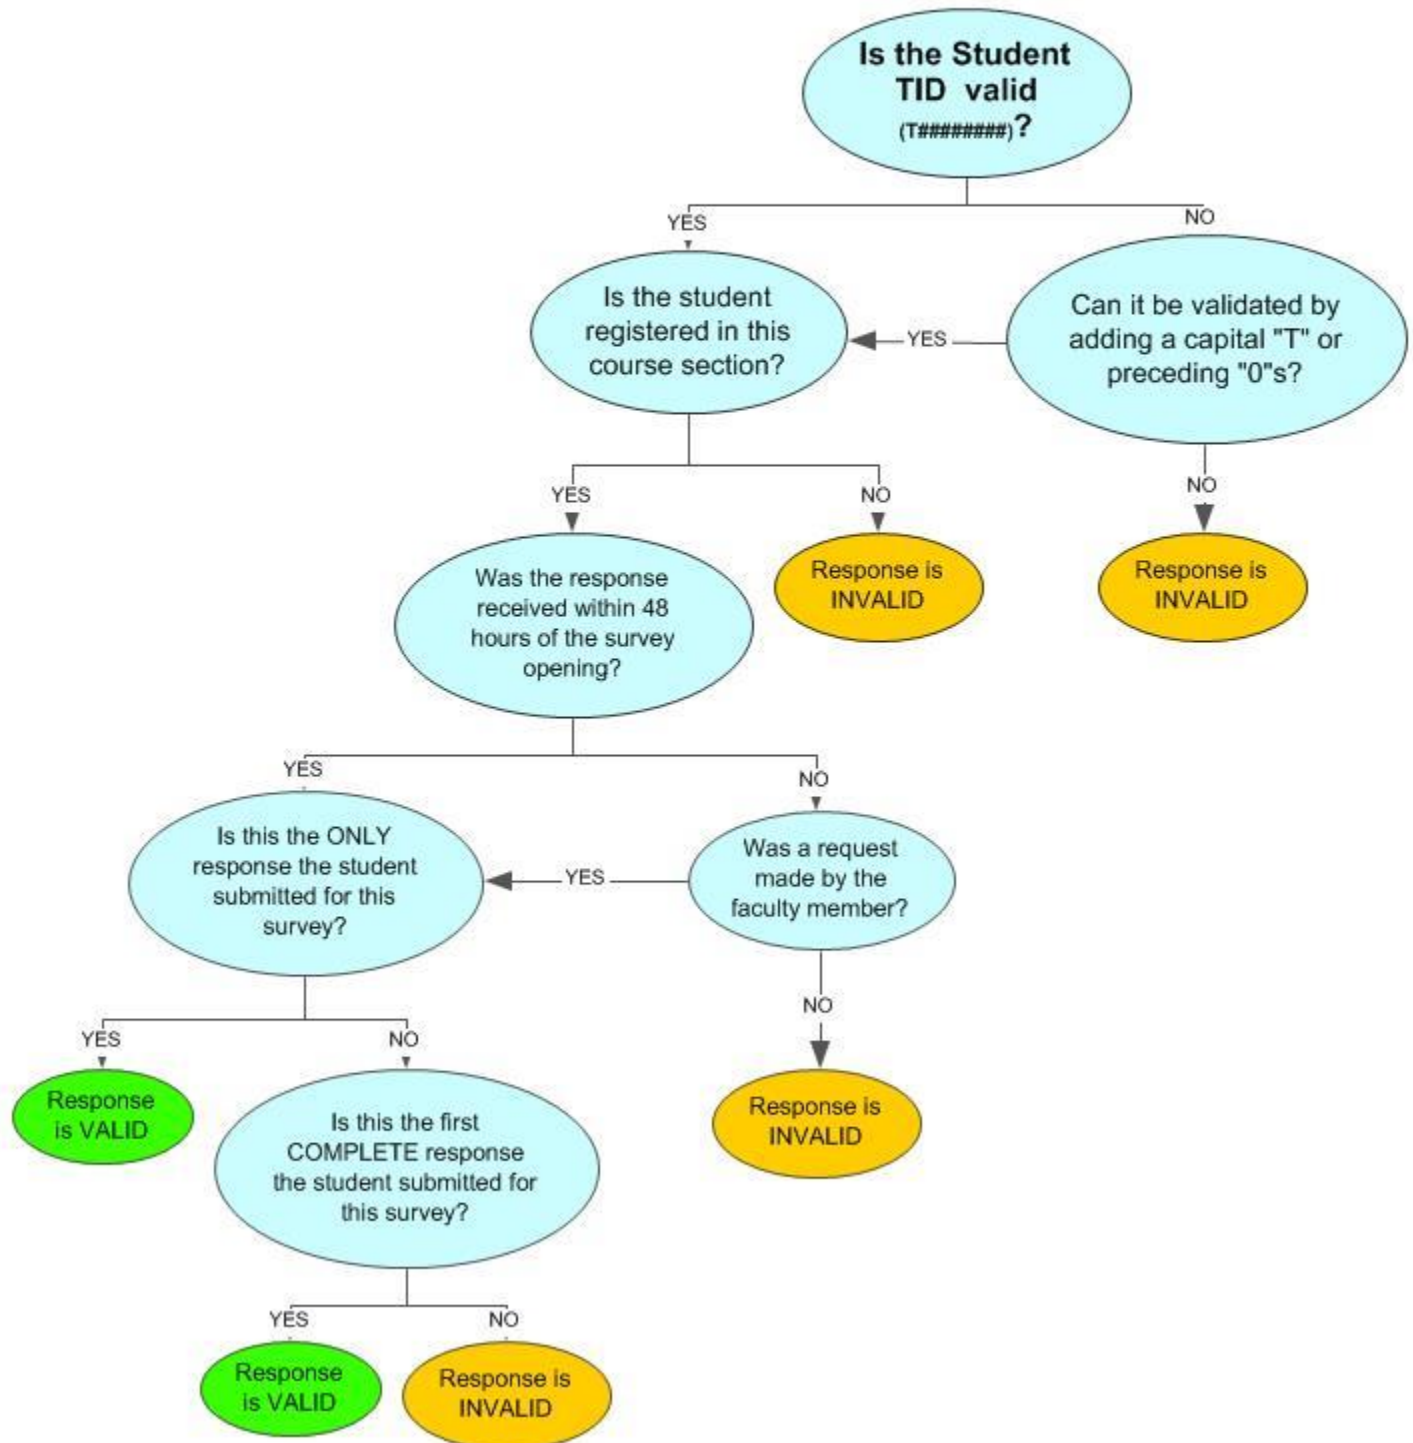 Is the Student
TID  valid
(T########)?
YES
NO
Is the student
registered in this
course section?
YES
Can it be validated by
adding a capital "T" or
preceding "0"s?
YES
NO
NO
Was the response
received within 48
hours of the survey
opening?
Response is
INVALID
Response is
INVALID
YES
NO
Is this the ONLY
response the student
submitted for this
survey?
YES
Was a request
made by the
faculty member?
NO
YES
NO
Response
is VALID
Is this the first
COMPLETE response
the student submitted for
this survey?
Response is
INVALID
YES
NO
Response
is VALID
Response is
INVALID